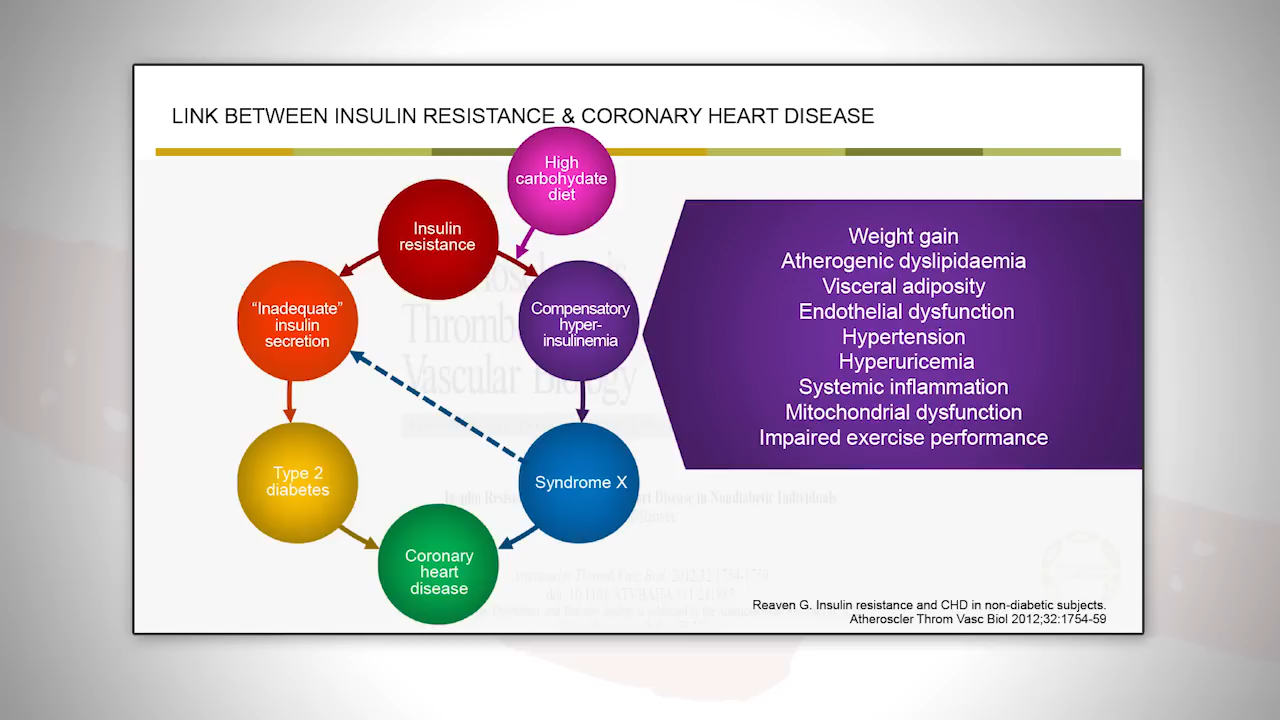 LINK BETWEEN INSULIN RESISTANCE & CORONARY HEART DISEASE
High
carbohydate
diet
Insulin
resistance
"Inadequate"
insulin
secretion
Compensatory
hyper-
insulinemia
Type 2
diabetes
Syndrome X
Coronary
heart
disease
Weight gain
Atherogenic dyslipidaemia
Visceral adiposity
Endothelial dysfunction
Hypertension
Hyperuricemia
Systemic inflammation
Mitochondrial dysfunction
Impaired exercise performance
Reaven G. Insulin resistance and CHD in non-diabetic subjects.
Atheroscler Throm Vasc Biol 2012;32:1754-59